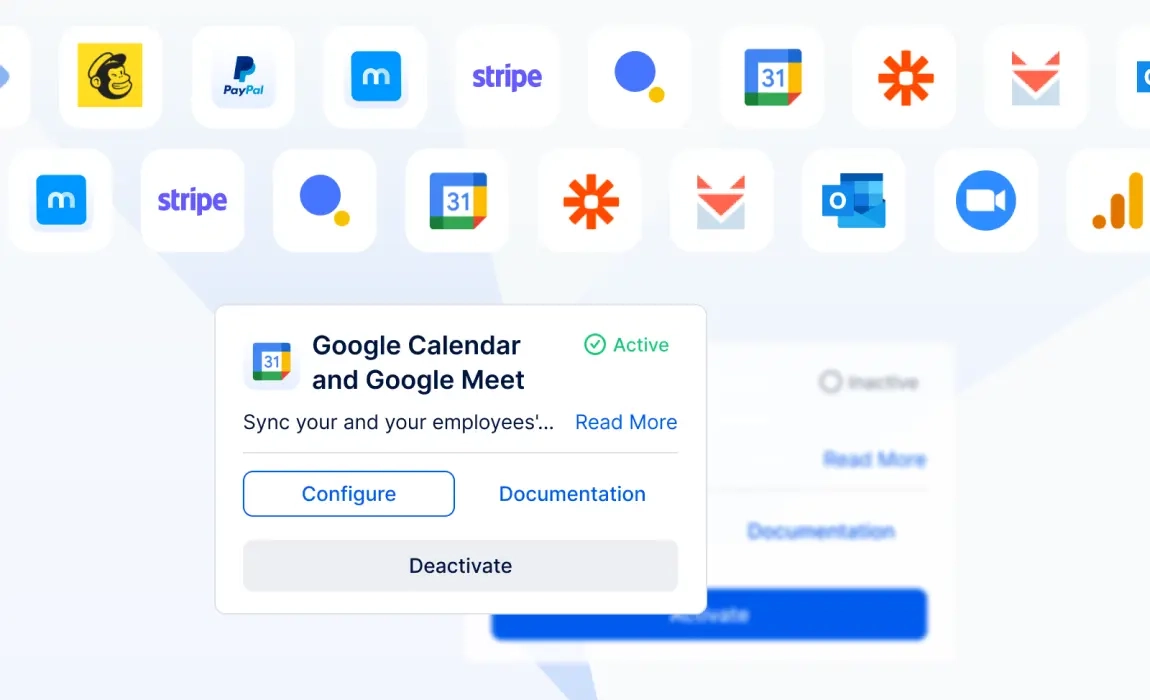 PayPal
m
stripe
31
m
stripe
31
O
31
Google Calendar
and Google Meet
Active
Sync your and your employees'...
Read More
Configure
Documentation
Deactivate
Inactive
Read More
Documentation
Activate